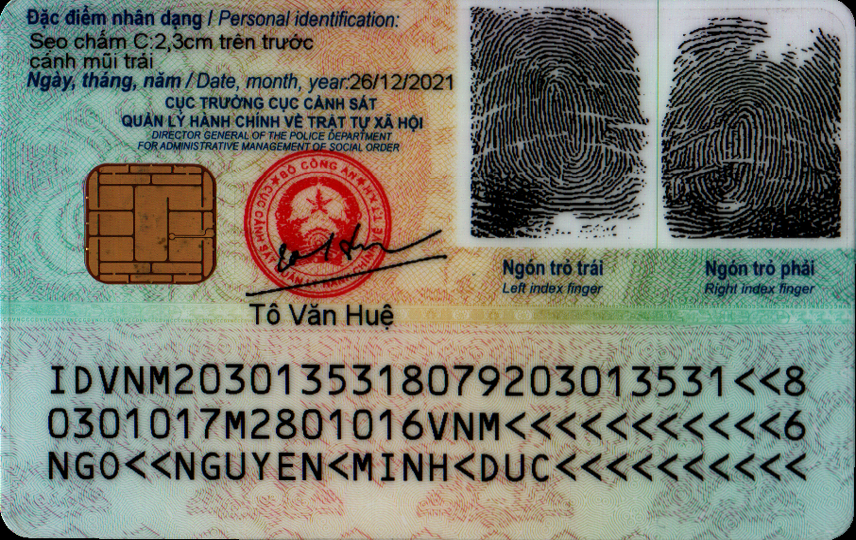 Đặc điểm nhân dạng / Personal identification:
Sẹo chấm C:2,3cm trên trước
cánh mũi trái
Ngày, tháng, năm / Date, month, year:26/12/2021
CỤC TRƯỞNG CỤC CẢNH SÁT
QUẢN LÝ HÀNH CHÍNH VỀ TRẬT TỰ XÃ HỘI
DIRECTOR GENERAL OF THE POLICE DEPARTMENT
FOR ADMINISTRATIVE MANAGEMENT OF SOCIAL ORDER
BỘ CÔNG AN
Tô Văn Huệ
Ngón trỏ trái
Left index finger
Ngón trỏ phải
Right index finger
IDVNM2030135318079203013531<<8
0301017M2801016VNM<<<<<<<<<<<6
NGO<<NGUYEN<MINH<DUC<<<<<<<<<<